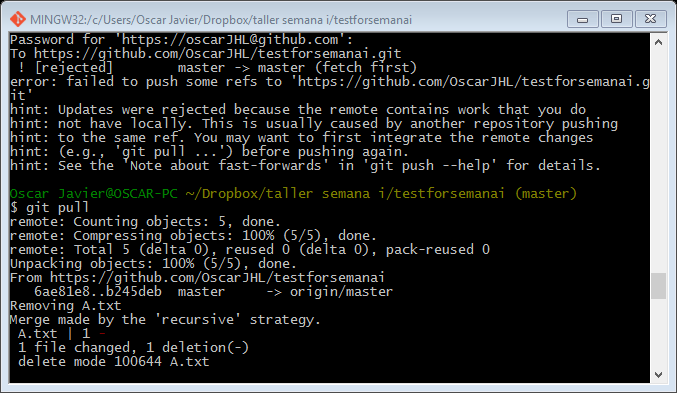 MINGW32:/c/Users/Oscar Javier/Dropbox/taller semana i/testforsemanai
Password for 'https://oscarJHL@github.com':
To https://github.com/OscarJHL/testforsemanai.git
 ! [rejected]        master -> master (fetch first)
error: failed to push some refs to 'https://github.com/OscarJHL/testforsemanai.g
it'
hint: Updates were rejected because the remote contains work that you do
hint: not have locally. This is usually caused by another repository pushing
hint: to the same ref. You may want to first integrate the remote changes
hint: (e.g., 'git pull ...') before pushing again.
hint: See the 'Note about fast-forwards' in 'git push --help' for details.
Oscar Javier@OSCAR-PC ~/Dropbox/taller semana i/testforsemanai (master)
$ git pull
remote: Counting objects: 5, done.
remote: Compressing objects: 100% (5/5), done.
remote: Total 5 (delta 0), reused 0 (delta 0), pack-reused 0
Unpacking objects: 100% (5/5), done.
From https://github.com/OscarJHL/testforsemanai
   6ae81e8..b245deb  master     -> origin/master
Removing A.txt
Merge made by the 'recursive' strategy.
 A.txt | 1 -
 1 file changed, 1 deletion(-)
 delete mode 100644 A.txt